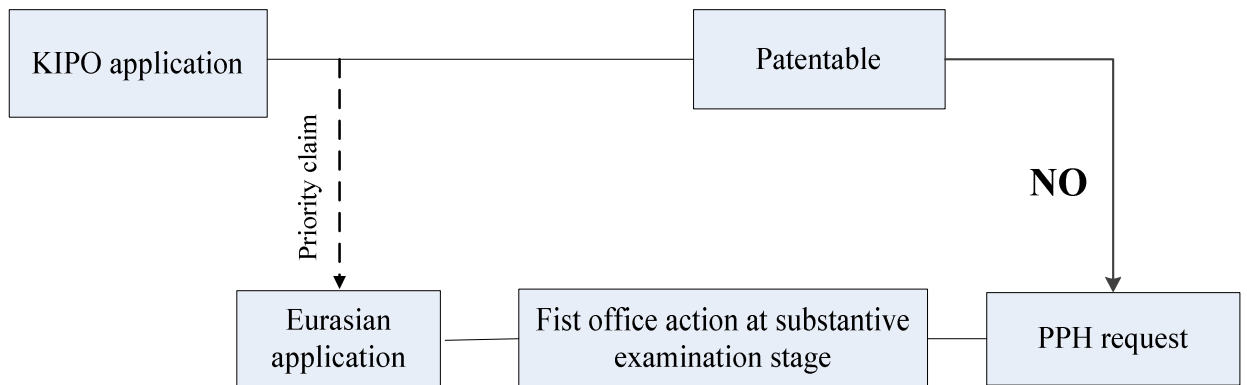 KIPO application
Patentable
Priority claim
NO
Eurasian
application
Fist office action at substantive
examination stage
PPH request